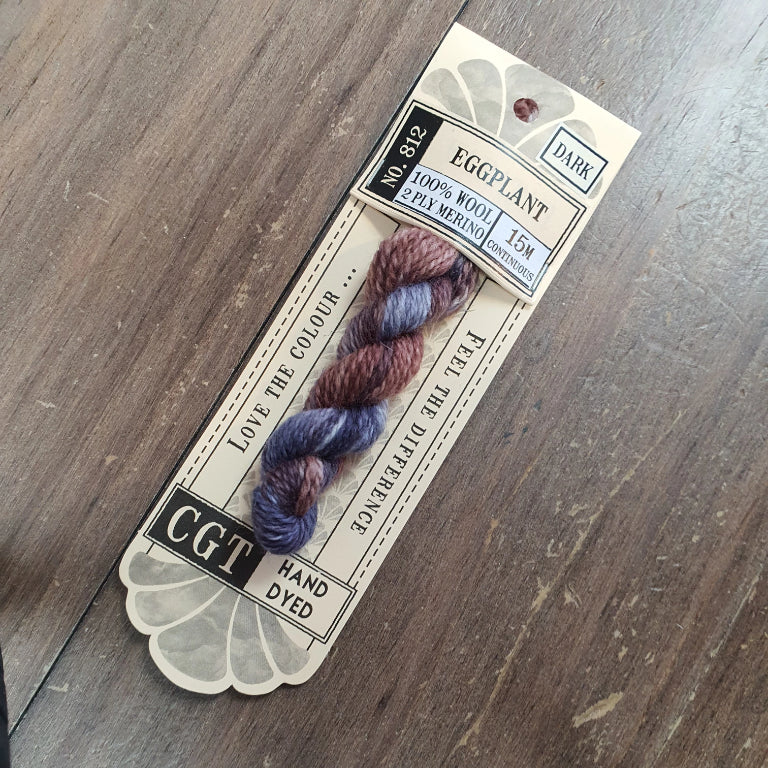 DARK
NO. 812
EGGPLANT
100% WOOL
2 PLY MERINO
15M
CONTINUOUS
LOVE THE COLOUR ...
FEEL THE DIFFERENCE
CGT
HAND
DYED